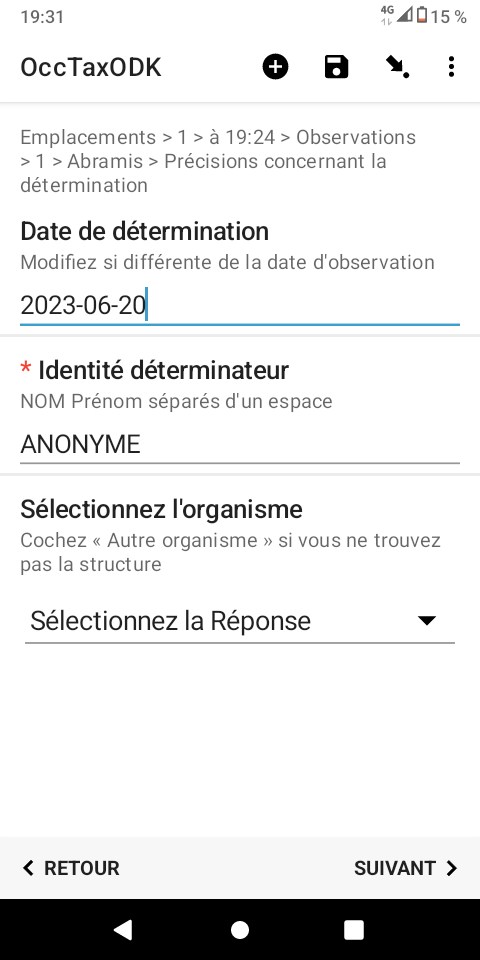 19:31
4G
15 %
OccTaxODK
Emplacements > 1 > à 19:24 > Observations
> 1 > Abramis > Précisions concernant la
détermination
Date de détermination
Modifiez si différente de la date d'observation
2023-06-20
* Identité déterminateur
NOM Prénom séparés d'un espace
ANONYME
Sélectionnez l'organisme
Cochez « Autre organisme » si vous ne trouvez
pas la structure
Sélectionnez la Réponse
RETOUR
SUIVANT